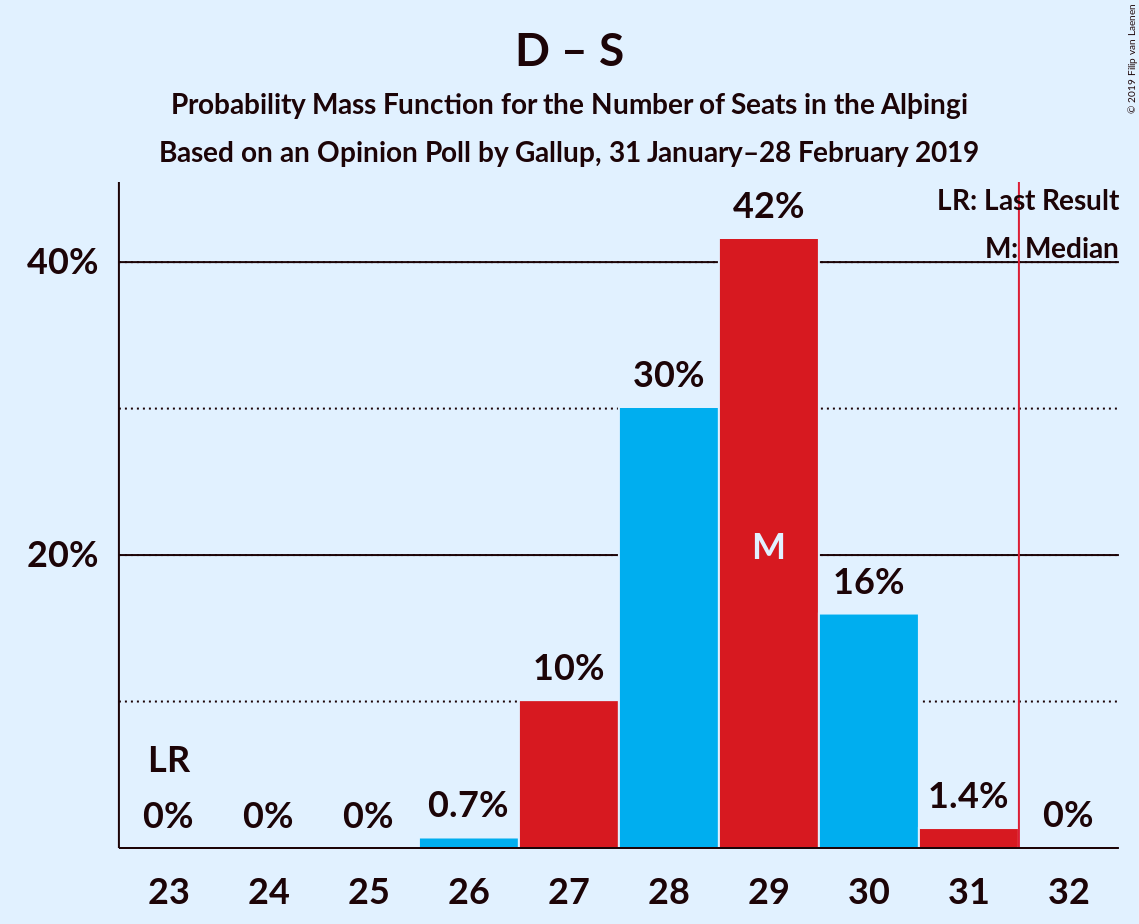 D – S
Probability Mass Function for the Number of Seats in the Alþingi
Based on an Opinion Poll by Gallup, 31 January–28 February 2019
© 2019 Filip van Laenen
LR: Last Result
M: Median
42%
40%
30%
M
20%
16%
10%
LR
0%
0%
0%
0.7%
1.4%
0%
23 24 25 26 27 28 29 30 31 32